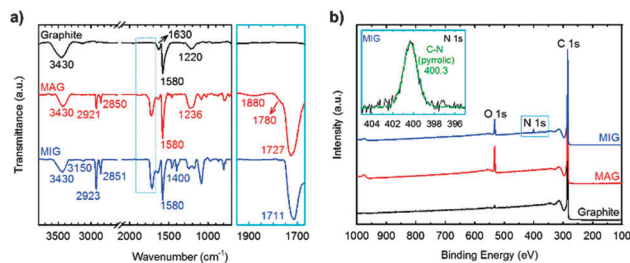 a)
Graphite
1630
1220
3430
1580
MAG
3430
2921
2850
1236
1880
1780
1580
1727
MIG
3430
3150
2923
2851
1400
1580
1711
Transmittance (a.u.)
3500
3000
2000
1500
1000
1900
1700
Wavenumber (cm-1)
b)
MIG
N 1s
C-N
(pyrrolic)
400.3
404
402
400
398
396
C 1s
O 1s
N 1s
MIG
MAG
Graphite
Intensity (a.u.)
1000
900
800
700
600
500
400
300
200
100
0
Binding Energy (eV)